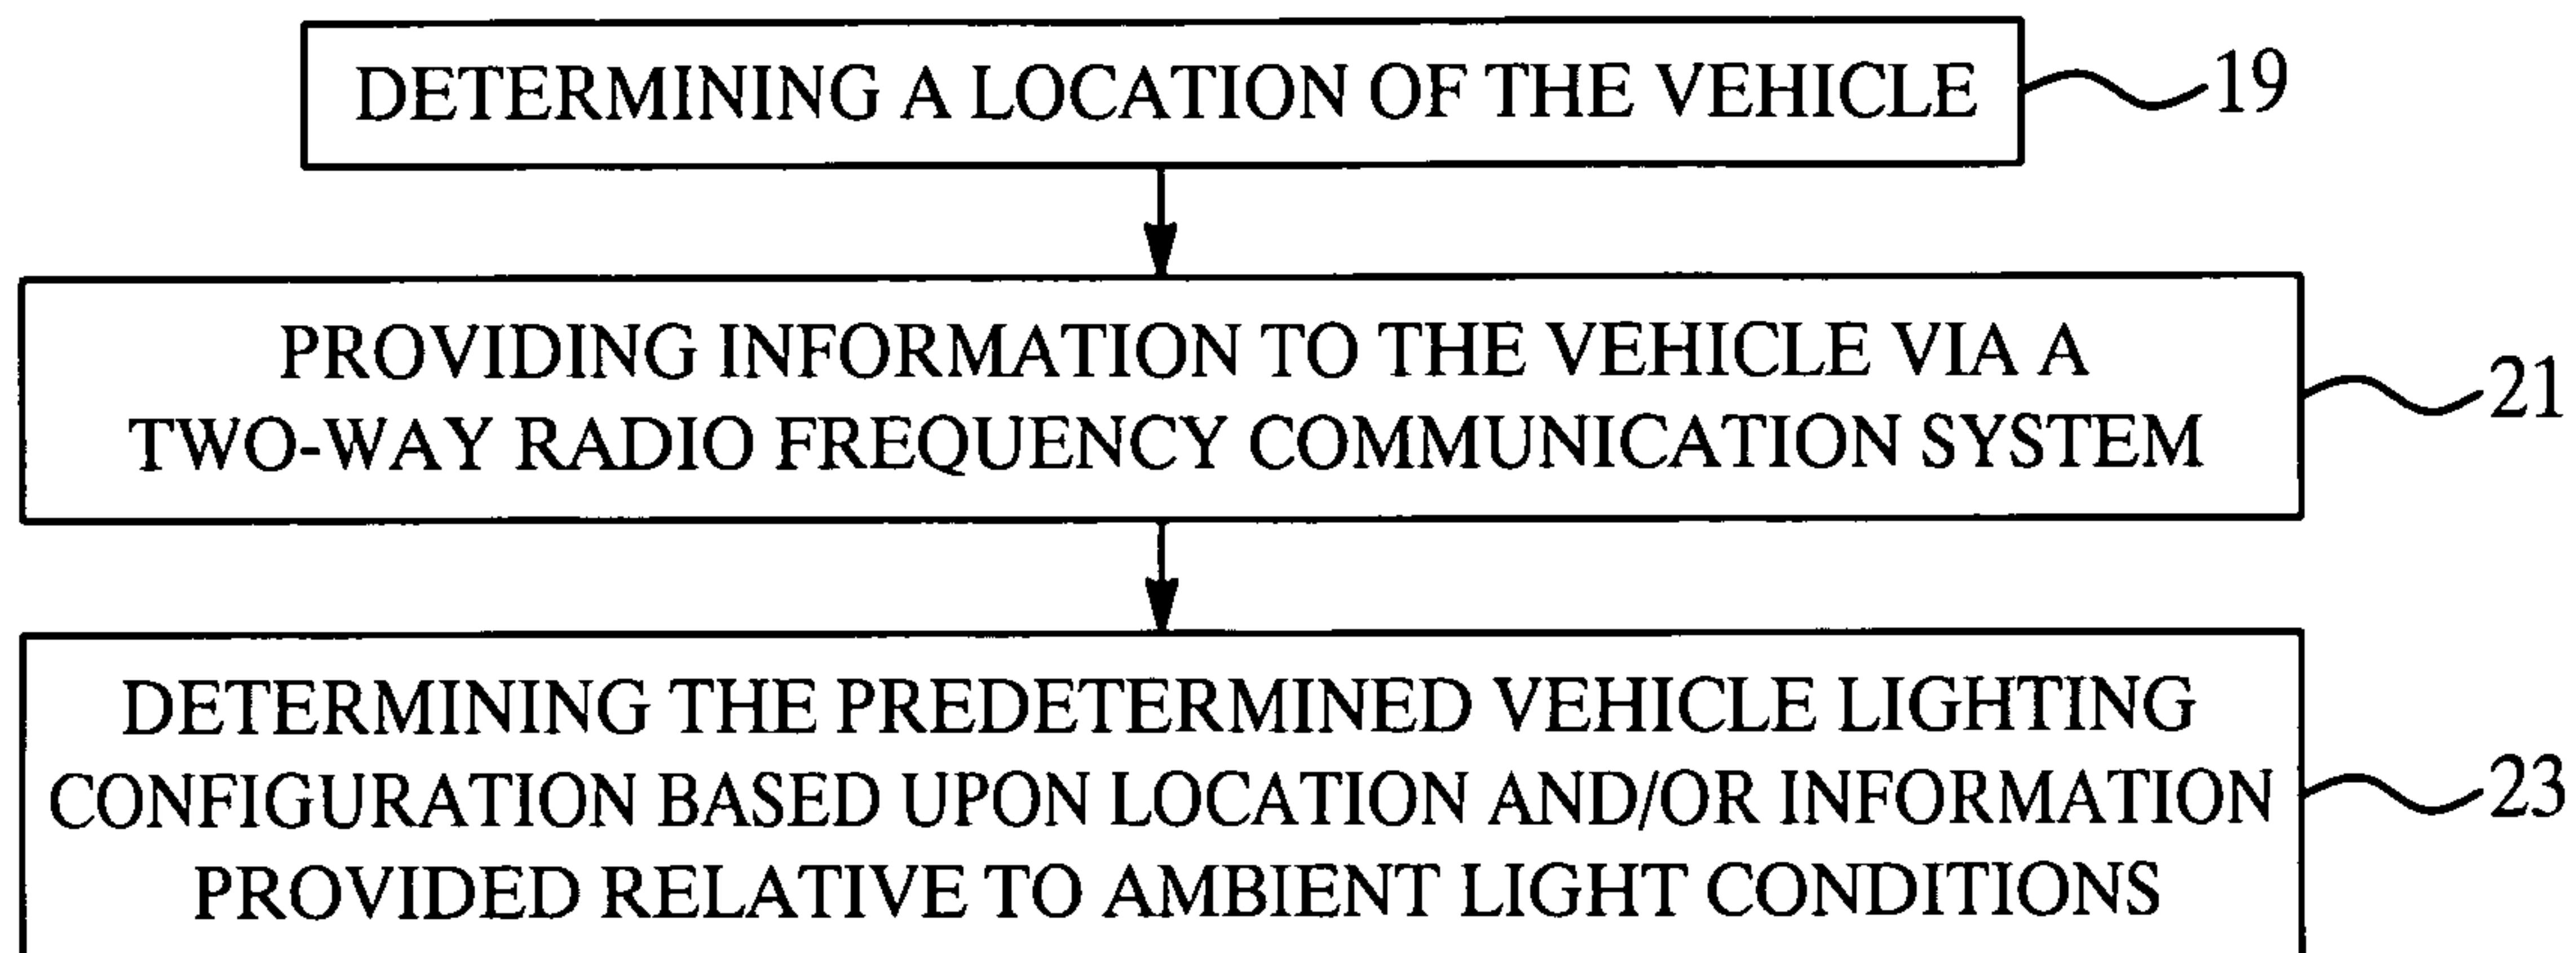 DETERMINING A LOCATION OF THE VEHICLE
19
PROVIDING INFORMATION TO THE VEHICLE VIA A
TWO-WAY RADIO FREQUENCY COMMUNICATION SYSTEM
21
DETERMINING THE PREDETERMINED VEHICLE LIGHTING
CONFIGURATION BASED UPON LOCATION AND/OR INFORMATION
PROVIDED RELATIVE TO AMBIENT LIGHT CONDITIONS
23